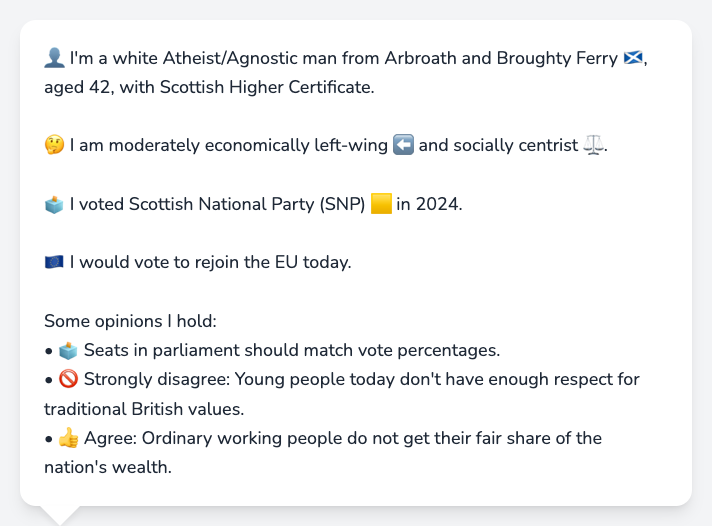 👤 I'm a white Atheist/Agnostic man from Arbroath and Broughty Ferry 🏴󠁧󠁢󠁳󠁣󠁴󠁿,
aged 42, with Scottish Higher Certificate.
🤔 I am moderately economically left-wing ⬅️ and socially centrist ⚖️.
🗳️ I voted Scottish National Party (SNP) 🟨 in 2024.
🇪🇺 I would vote to rejoin the EU today.
Some opinions I hold:
• 🗳️ Seats in parliament should match vote percentages.
• 🚫 Strongly disagree: Young people today don't have enough respect for
traditional British values.
• 👍 Agree: Ordinary working people do not get their fair share of the
nation's wealth.